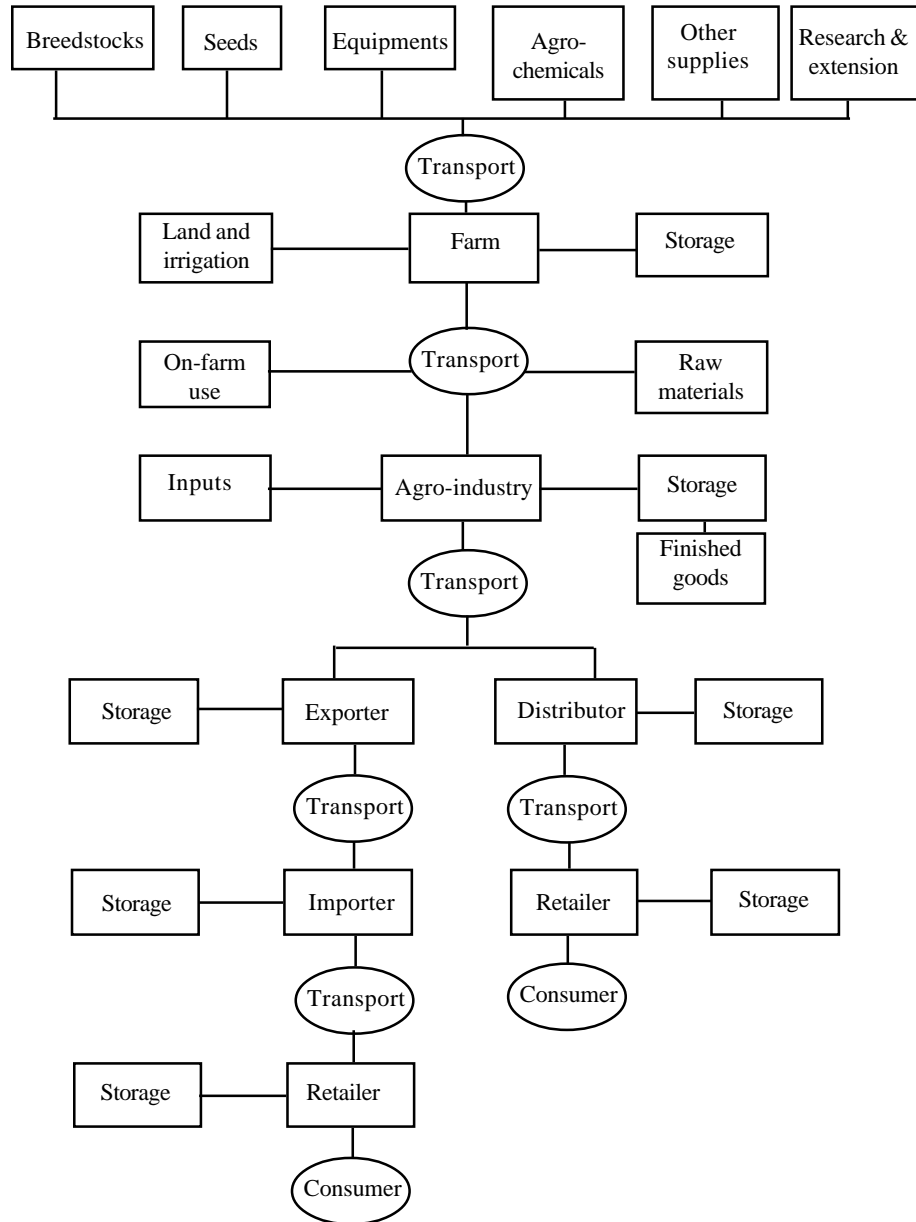 Breedstocks
Seeds
Equipments
Agro-
chemicals
Other
supplies
Research &
extension
Transport
Land and
irrigation
Farm
Storage
On-farm
use
Transport
Raw
materials
Inputs
Agro-industry
Storage
Finished
goods
Transport
Storage
Exporter
Distributor
Storage
Transport
Transport
Storage
Importer
Retailer
Storage
Transport
Consumer
Storage
Retailer
Consumer